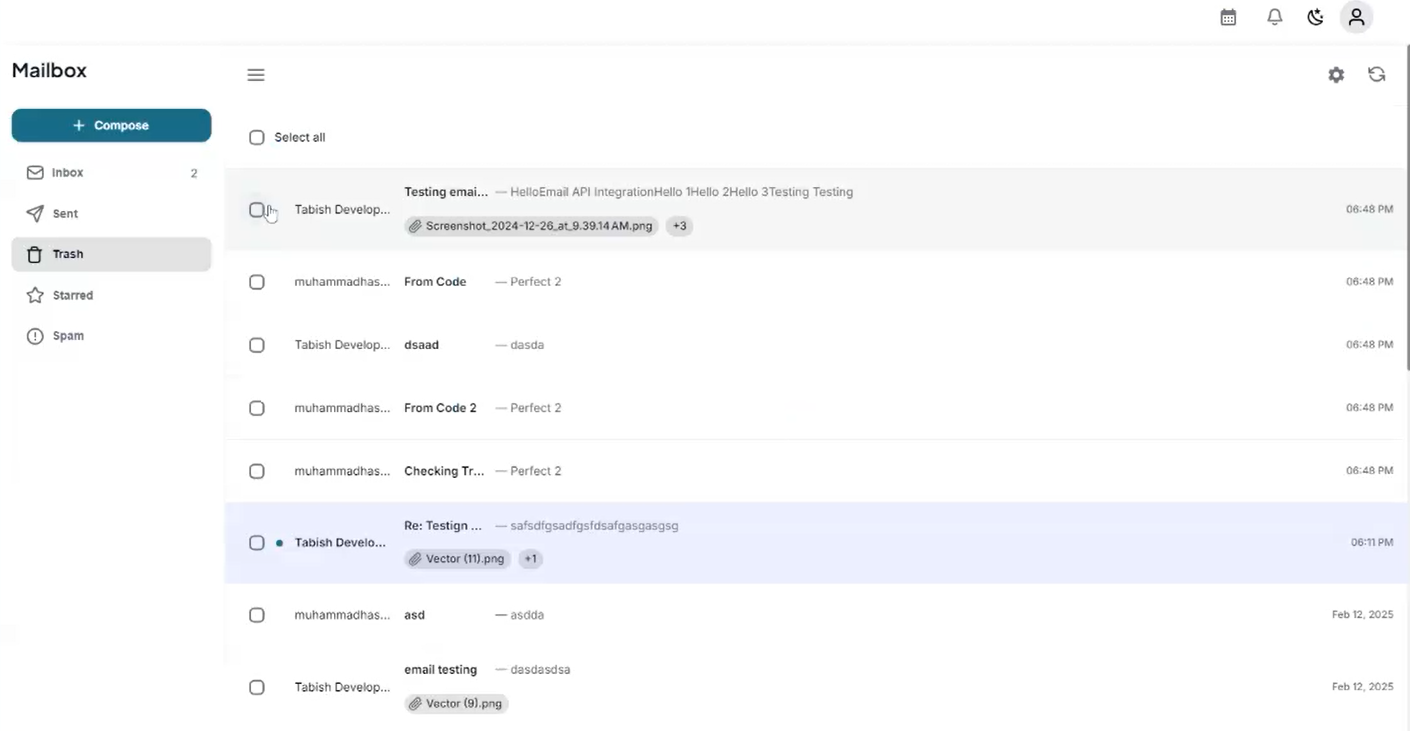 Mailbox
+ Compose
Inbox 2
Sent
Trash
Starred
Spam
Select all
Tabish Develop... Testing emai... — HelloEmail API IntegrationHello 1Hello 2Hello 3Testing Testing 06:48 PM
Screenshot_2024-12-26_at_9.39.14 AM.png +3
muhammadhas... From Code — Perfect 2 06:48 PM
Tabish Develop... dsaad — dasda 06:48 PM
muhammadhas... From Code 2 — Perfect 2 06:48 PM
muhammadhas... Checking Tr... — Perfect 2 06:48 PM
Tabish Develo... Re: Testign ... — safsdfgsadfgsfdsafgasgasgsg 06:11 PM
Vector (11).png +1
muhammadhas... asd — asdda Feb 12, 2025
Tabish Develop... email testing — dasdasdsa Feb 12, 2025
Vector (9).png